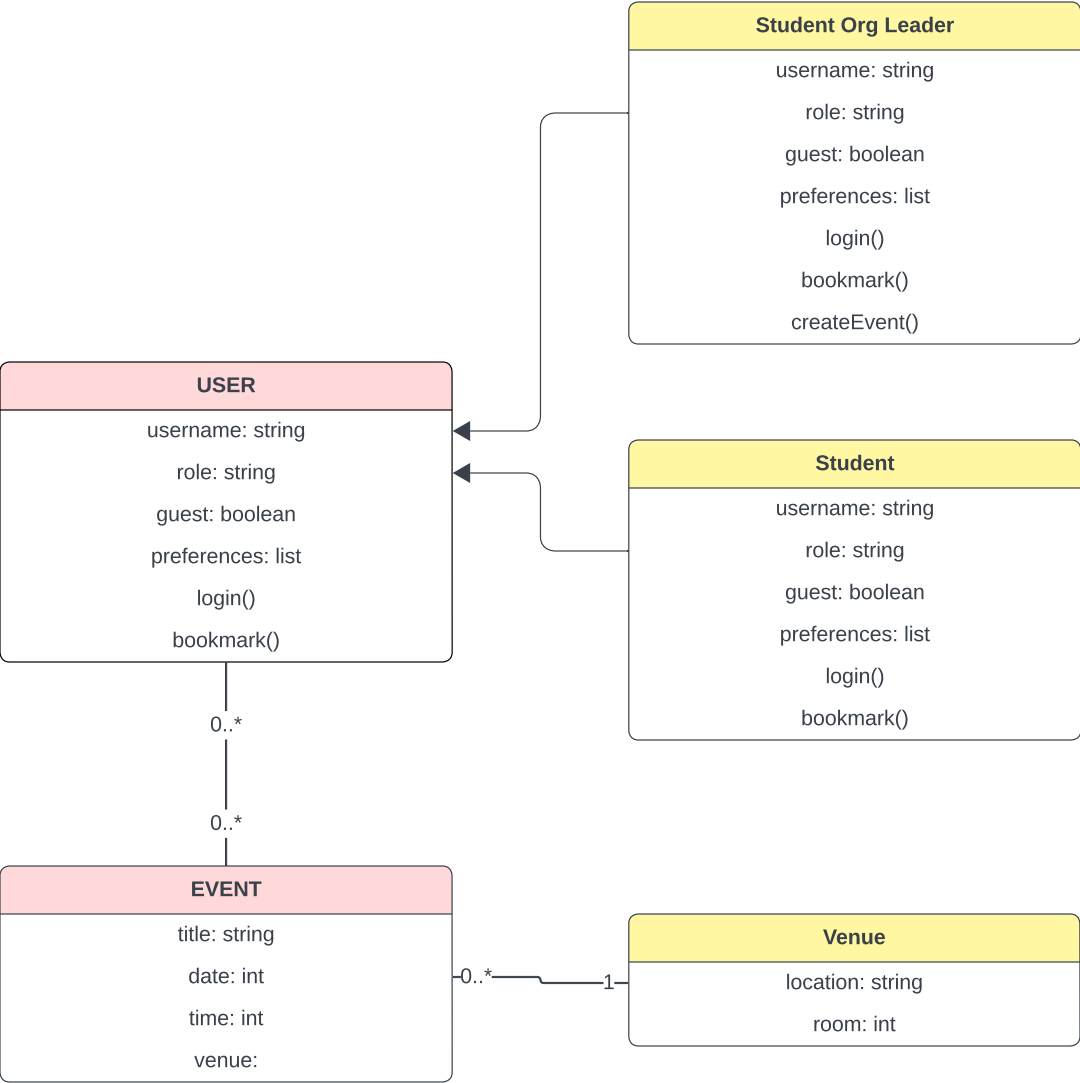 Student Org Leader
username: string
role: string
guest: boolean
preferences: list
login()
bookmark()
createEvent()
USER
username: string
role: string
guest: boolean
preferences: list
login()
bookmark()
Student
username: string
role: string
guest: boolean
preferences: list
login()
bookmark()
0..*
0..*
EVENT
title: string
date: int
time: int
venue:
0..*
1
Venue
location: string
room: int